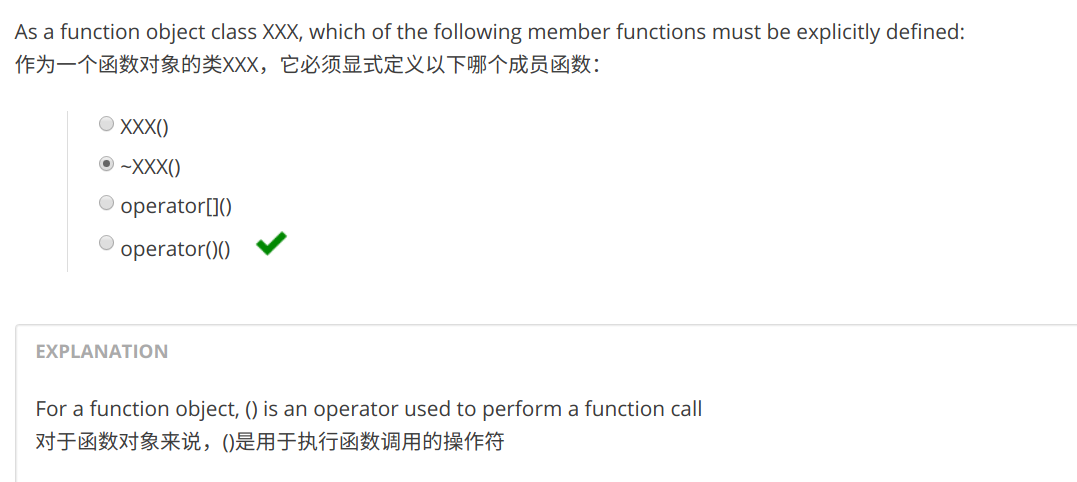 As a function object class XXX, which of the following member functions must be explicitly defined:
作为一个函数对象的类XXX，它必须显式定义以下哪个成员函数：
XXX()
~XXX()
operator[]()
operator()()
EXPLANATION
For a function object, () is an operator used to perform a function call
对于函数对象来说，()是用于执行函数调用的操作符